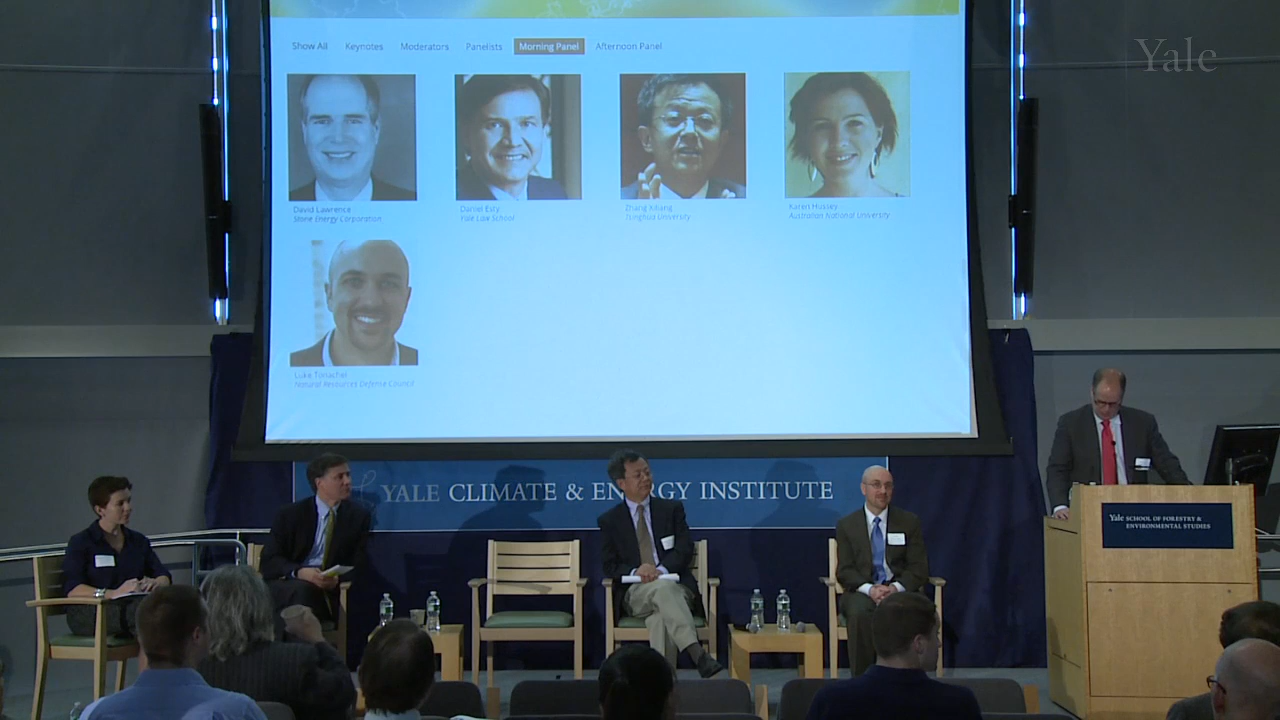 Yale
Show All Keynotes Moderators Panelists Morning Panel Afternoon Panel
David Lawrence
Stone Energy Corporation
Daniel Esty
Yale Law School
Zhang Xiliang
Tsinghua University
Karen Hussey
Australian National University
Luke Tonachel
Natural Resources Defense Council
YALE CLIMATE & ENERGY INSTITUTE
Yale SCHOOL OF FORESTRY &
ENVIRONMENTAL STUDIES